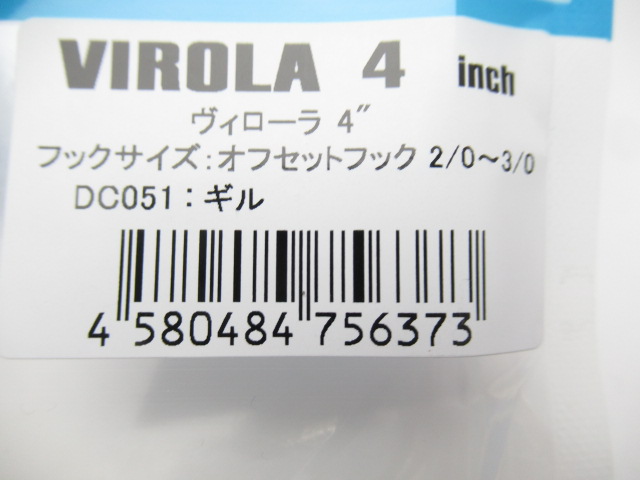 VIROLA 4 inch
ヴィローラ 4″
フックサイズ：オフセットフック 2/0～3/0
DC051：ギル
4 580484 756373